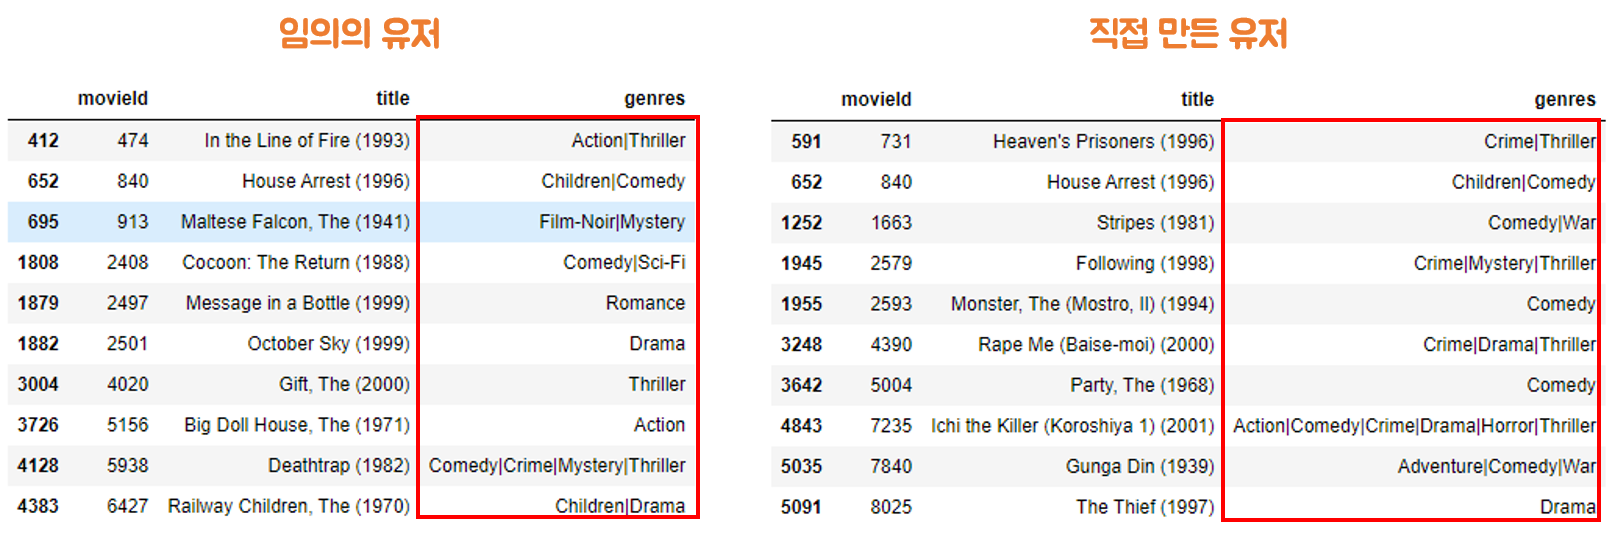 임의의 유저
movieId title genres
412 474 In the Line of Fire (1993) Action|Thriller
652 840 House Arrest (1996) Children|Comedy
695 913 Maltese Falcon, The (1941) Film-Noir|Mystery
1808 2408 Cocoon: The Return (1988) Comedy|Sci-Fi
1879 2497 Message in a Bottle (1999) Romance
1882 2501 October Sky (1999) Drama
3004 4020 Gift, The (2000) Thriller
3726 5156 Big Doll House, The (1971) Action
4128 5938 Deathtrap (1982) Comedy|Crime|Mystery|Thriller
4383 6427 Railway Children, The (1970) Children|Drama
직접 만든 유저
movieId title genres
591 731 Heaven's Prisoners (1996) Crime|Thriller
652 840 House Arrest (1996) Children|Comedy
1252 1663 Stripes (1981) Comedy|War
1945 2579 Following (1998) Crime|Mystery|Thriller
1955 2593 Monster, The (Mostro, Il) (1994) Comedy
3248 4390 Rape Me (Baise-moi) (2000) Crime|Drama|Thriller
3642 5004 Party, The (1968) Comedy
4843 7235 Ichi the Killer (Koroshiya 1) (2001) Action|Comedy|Crime|Drama|Horror|Thriller
5035 7840 Gunga Din (1939) Adventure|Comedy|War
5091 8025 The Thief (1997) Drama